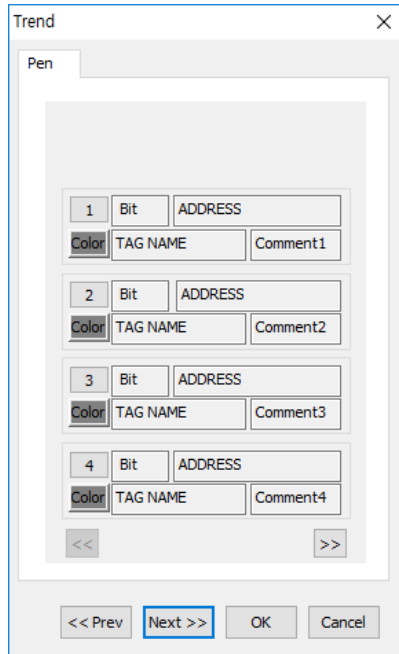 Trend
Pen
1 Bit ADDRESS
Color TAG NAME Comment1
2 Bit ADDRESS
Color TAG NAME Comment2
3 Bit ADDRESS
Color TAG NAME Comment3
4 Bit ADDRESS
Color TAG NAME Comment4
<< >>
<< Prev Next >> OK Cancel